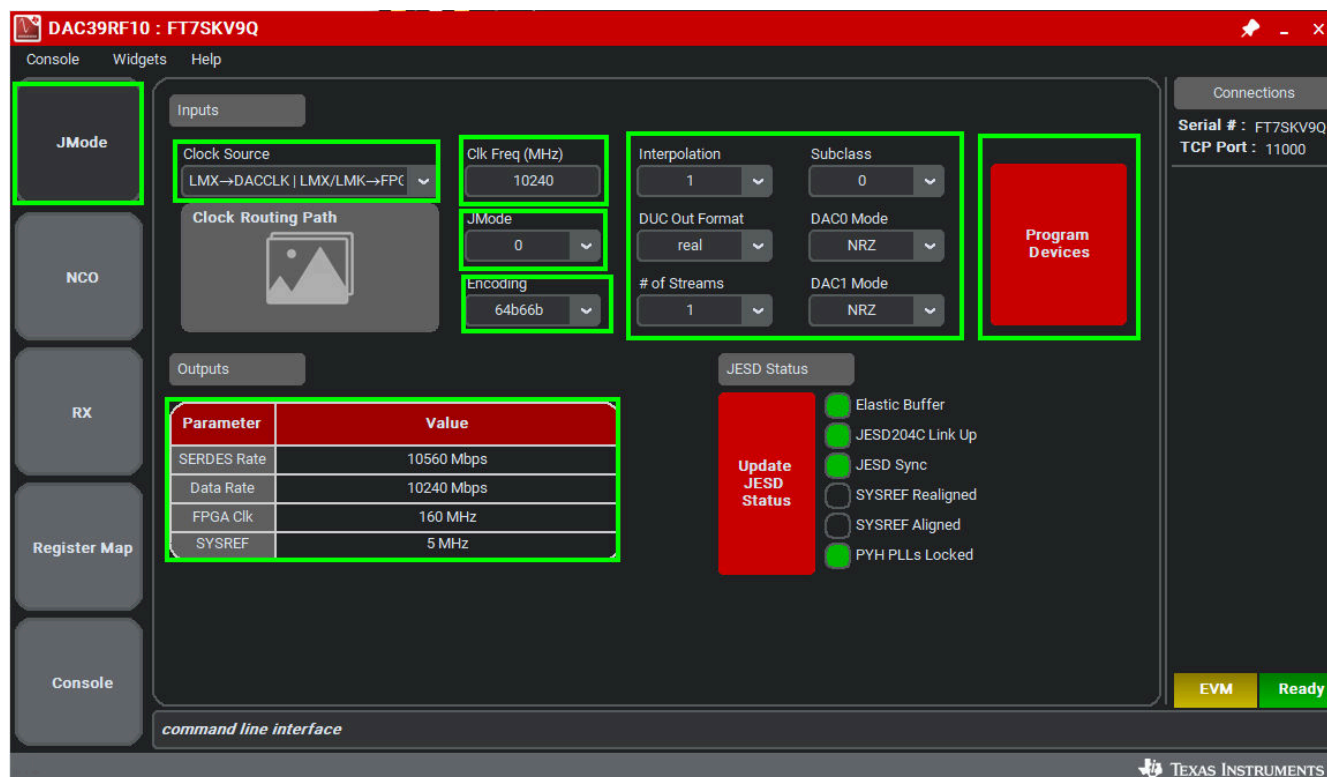 DAC39RF10 : FT7SKV9Q
Console Widgets Help
JMode
NCO
RX
Register Map
Console
Inputs
Clock Source
LMX→DACCLK | LMX/LMK→FPC
Clock Routing Path
Clk Freq (MHz)
10240
JMode
0
Encoding
64b66b
Interpolation
1
DUC Out Format
real
# of Streams
1
Subclass
0
DAC0 Mode
NRZ
DAC1 Mode
NRZ
Program
Devices
Outputs
Parameter Value
SERDES Rate 10560 Mbps
Data Rate 10240 Mbps
FPGA Clk 160 MHz
SYSREF 5 MHz
JESD Status
Update
JESD
Status
Elastic Buffer
JESD204C Link Up
JESD Sync
SYSREF Realigned
SYSREF Aligned
PYH PLLs Locked
command line interface
Connections
Serial # : FT7SKV9Q
TCP Port : 11000
EVM Ready
TEXAS INSTRUMENTS